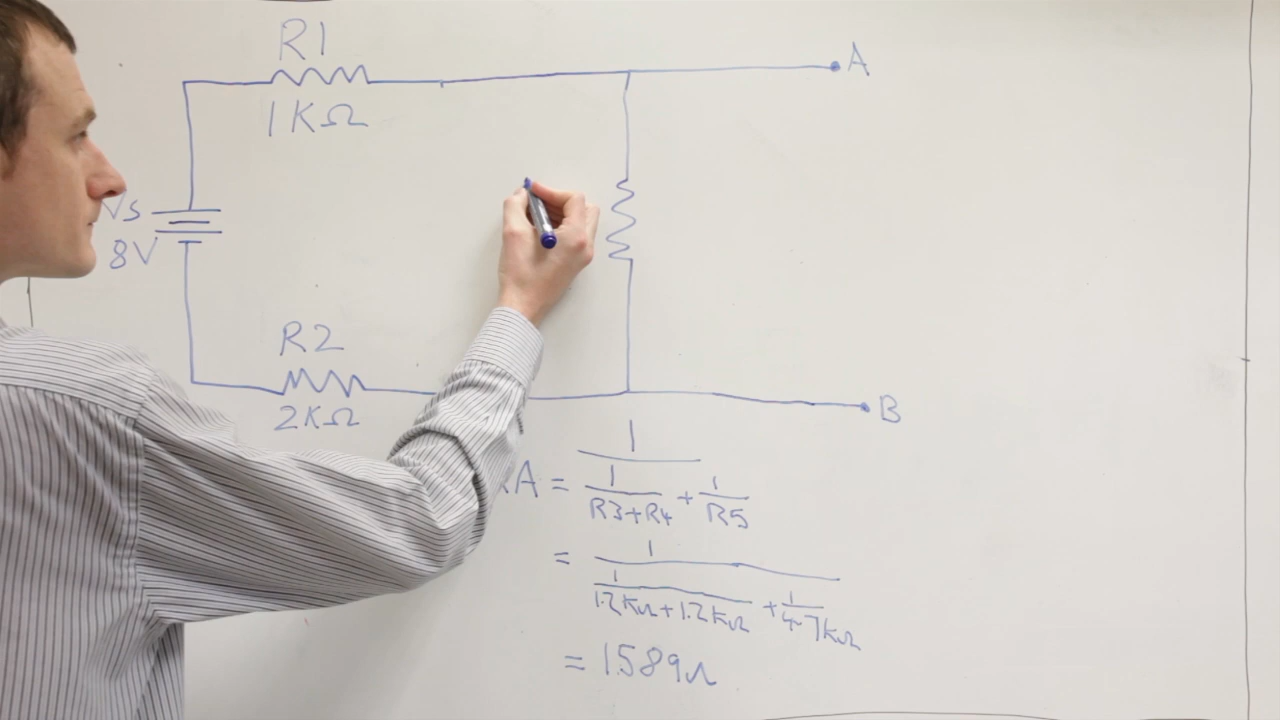 R1
1KΩ
A
Vs
8V
R2
2KΩ
B
RA = 1 / (1/(R3+R4) + 1/R5)
= 1 / (1/(1.2KΩ+1.2KΩ) + 1/4.7KΩ)
= 1589Ω